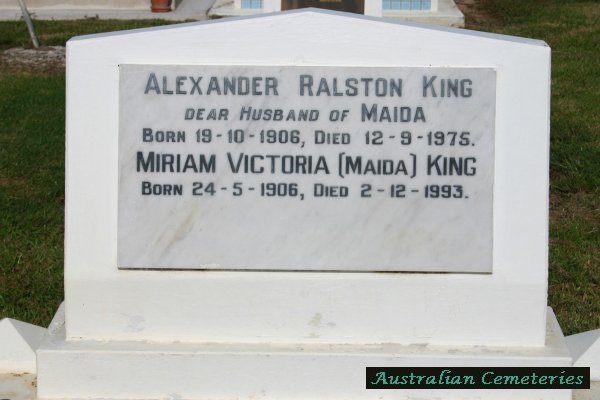 Alexander Ralston King
Dear Husband of Maida
Born 19-10-1906, Died 12-9-1975.
Miriam Victoria (Maida) King
Born 24-5-1906, Died 2-12-1993.
Australian Cemeteries